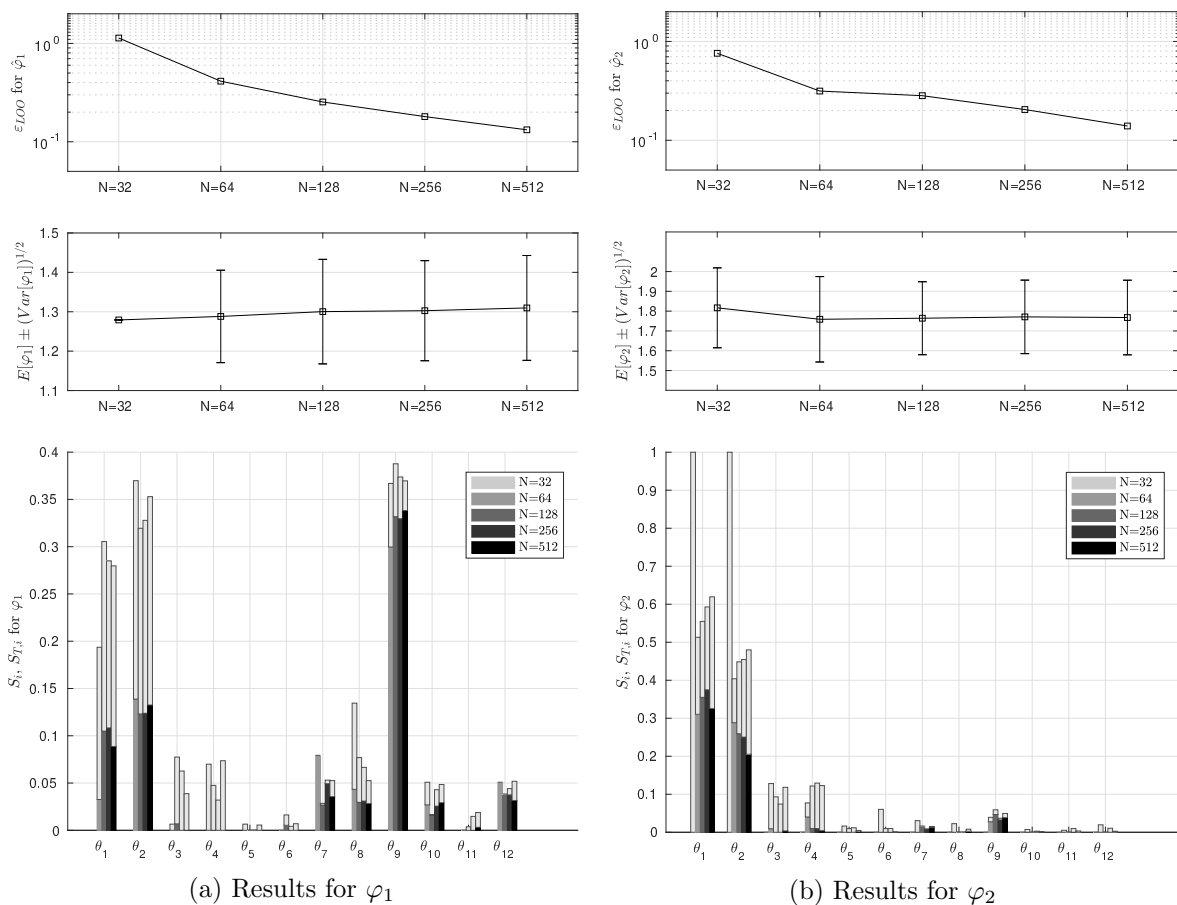 ε_LOO for φ̂_1
10^0
10^-1
N=32 N=64 N=128 N=256 N=512
E[φ_1] ± (Var[φ_1])^1/2
1.5
1.4
1.3
1.2
1.1
N=32 N=64 N=128 N=256 N=512
S_i, S_T,i for φ_1
0.4
0.35
0.3
0.25
0.2
0.15
0.1
0.05
0
N=32
N=64
N=128
N=256
N=512
θ_1 θ_2 θ_3 θ_4 θ_5 θ_6 θ_7 θ_8 θ_9 θ_10 θ_11 θ_12
(a) Results for φ_1
ε_LOO for φ̂_2
10^0
10^-1
N=32 N=64 N=128 N=256 N=512
E[φ_2] ± (Var[φ_2])^1/2
2
1.9
1.8
1.7
1.6
1.5
N=32 N=64 N=128 N=256 N=512
S_i, S_T,i for φ_2
1
0.9
0.8
0.7
0.6
0.5
0.4
0.3
0.2
0.1
0
N=32
N=64
N=128
N=256
N=512
θ_1 θ_2 θ_3 θ_4 θ_5 θ_6 θ_7 θ_8 θ_9 θ_10 θ_11 θ_12
(b) Results for φ_2